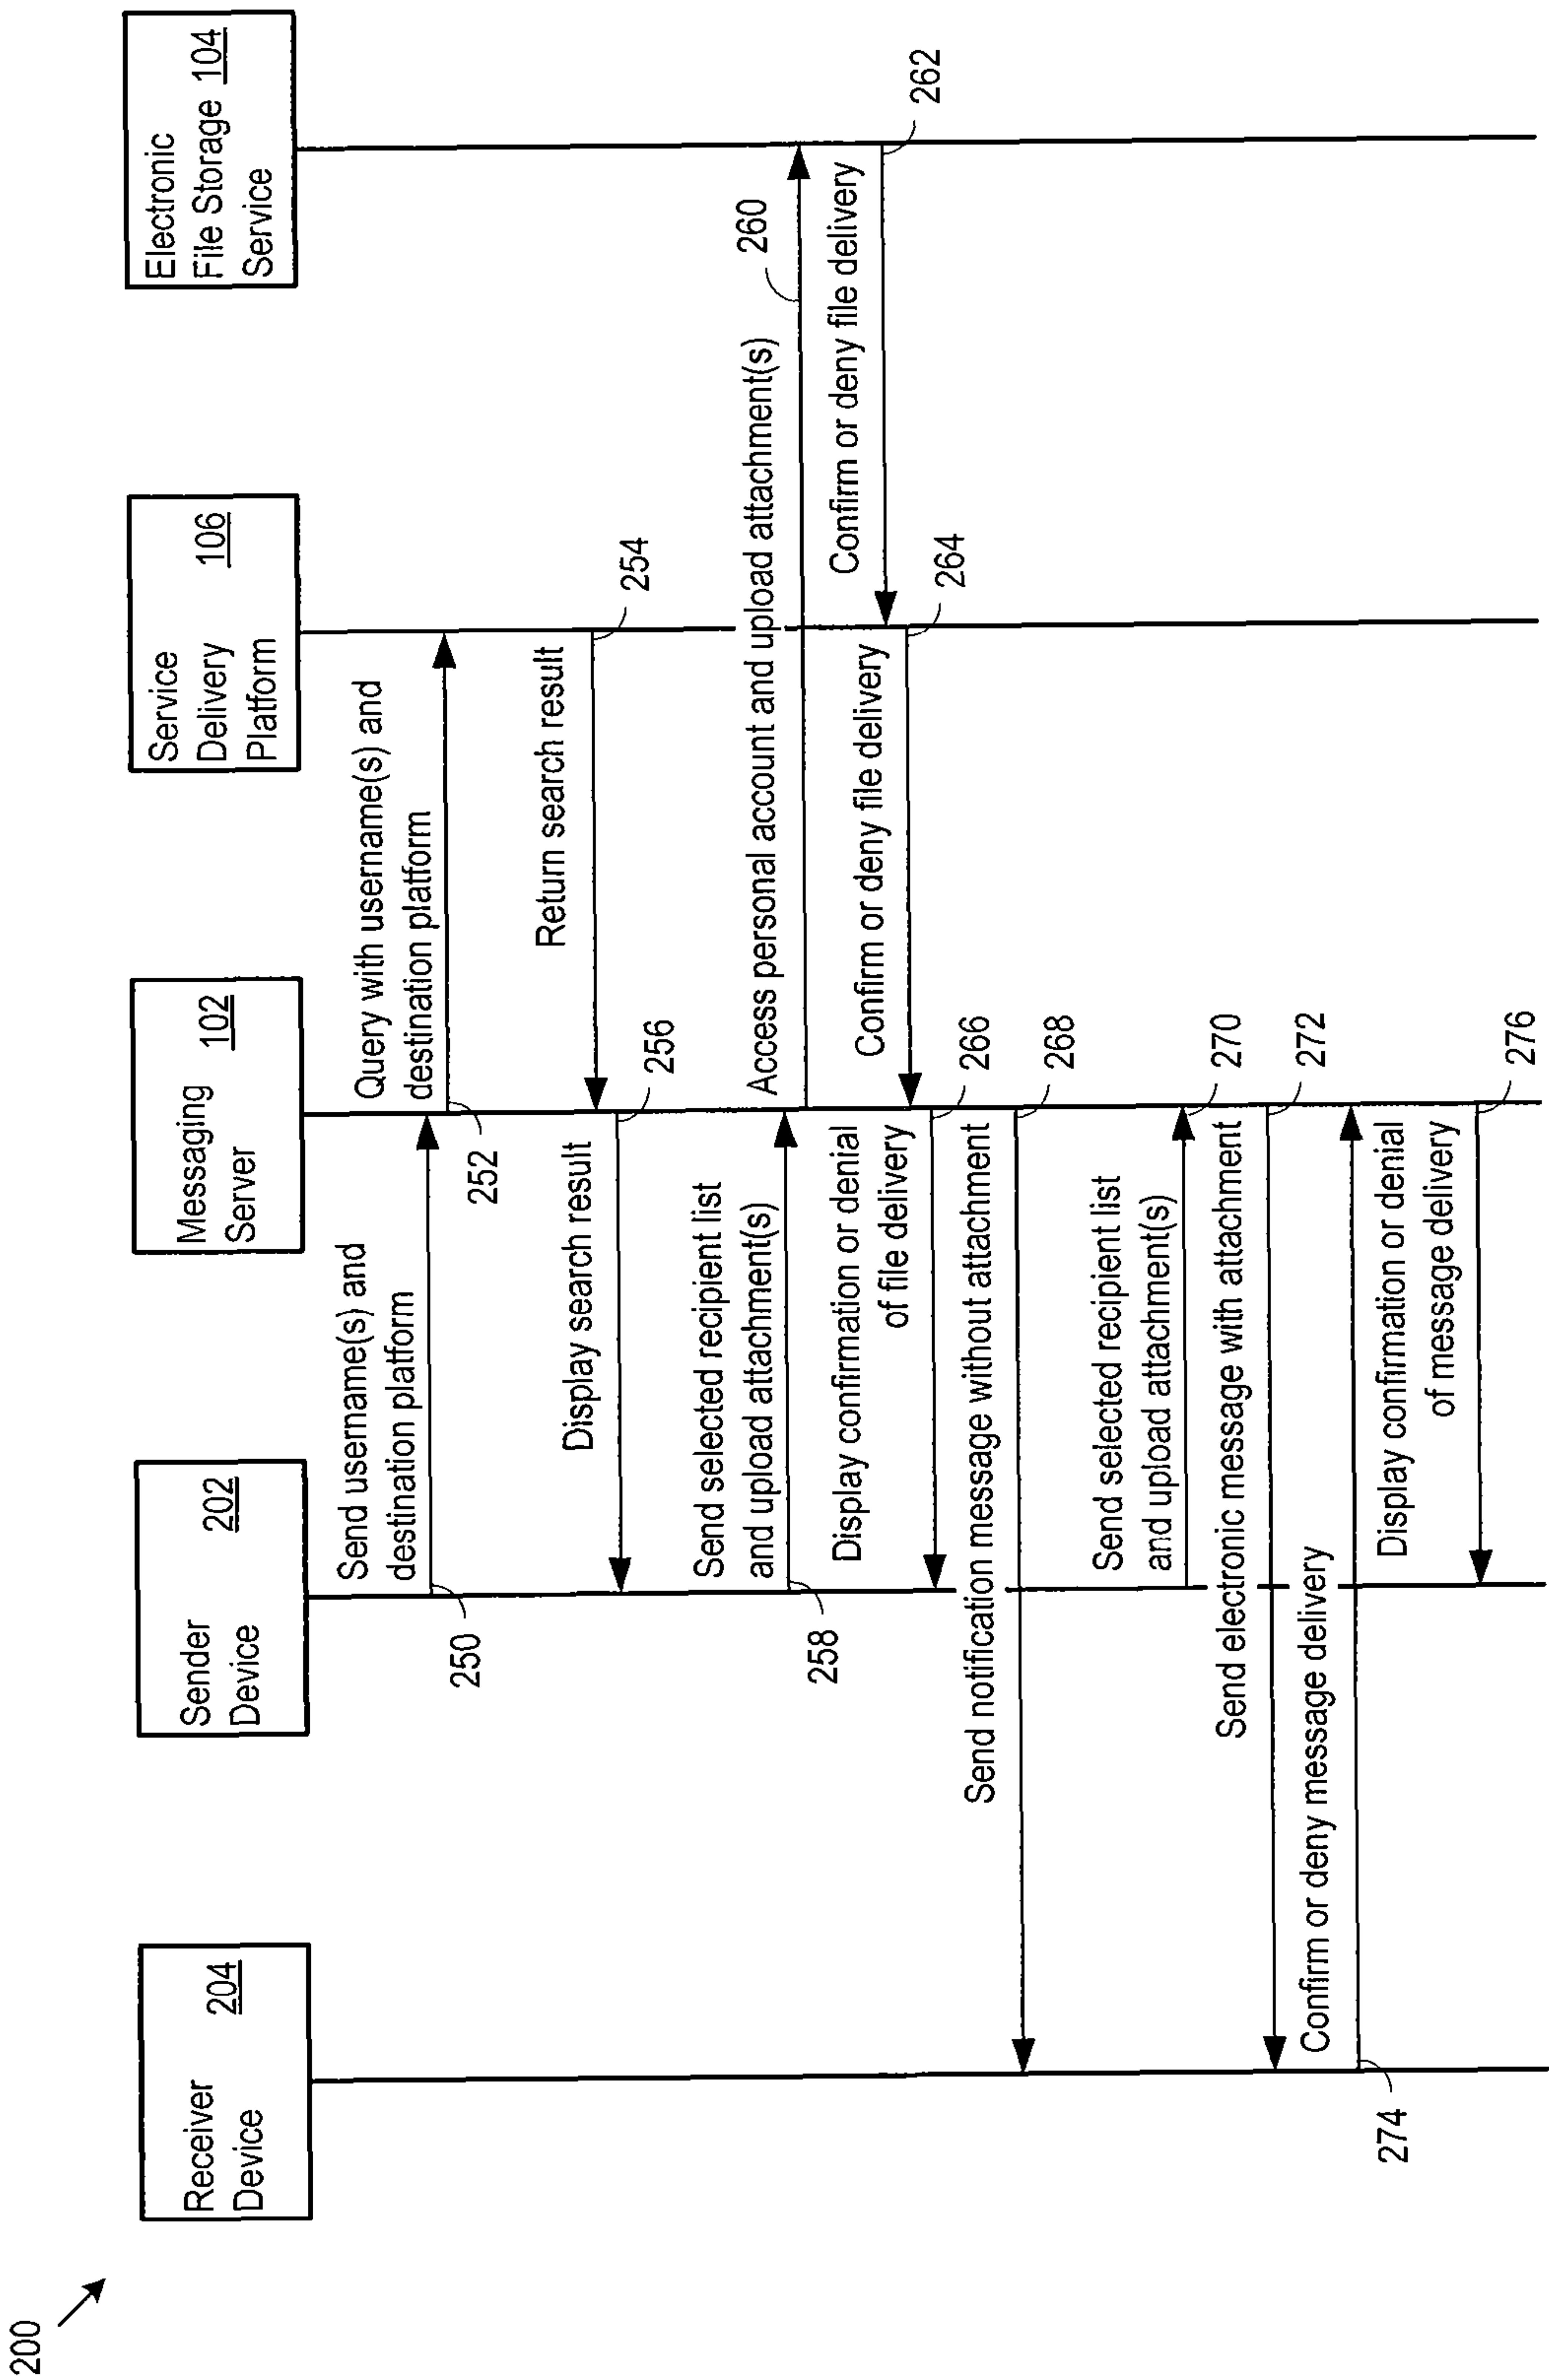 200
Receiver
Device
204
Sender
Device
202
Messaging
Server
102
Service
Delivery
Platform
106
Electronic
File Storage 104
Service
Send username(s) and
destination platform
250
Query with username(s) and
destination platform
252
Return search result
254
Display search result
256
Send selected recipient list
and upload attachment(s)
258
Access personal account and upload attachment(s)
260
Confirm or deny file delivery
262
Confirm or deny file delivery
264
Display confirmation or denial
of file delivery
266
Send notification message without attachment
268
Send selected recipient list
and upload attachment(s)
270
Send electronic message with attachment
272
Confirm or deny message delivery
274
Display confirmation or denial
of message delivery
276